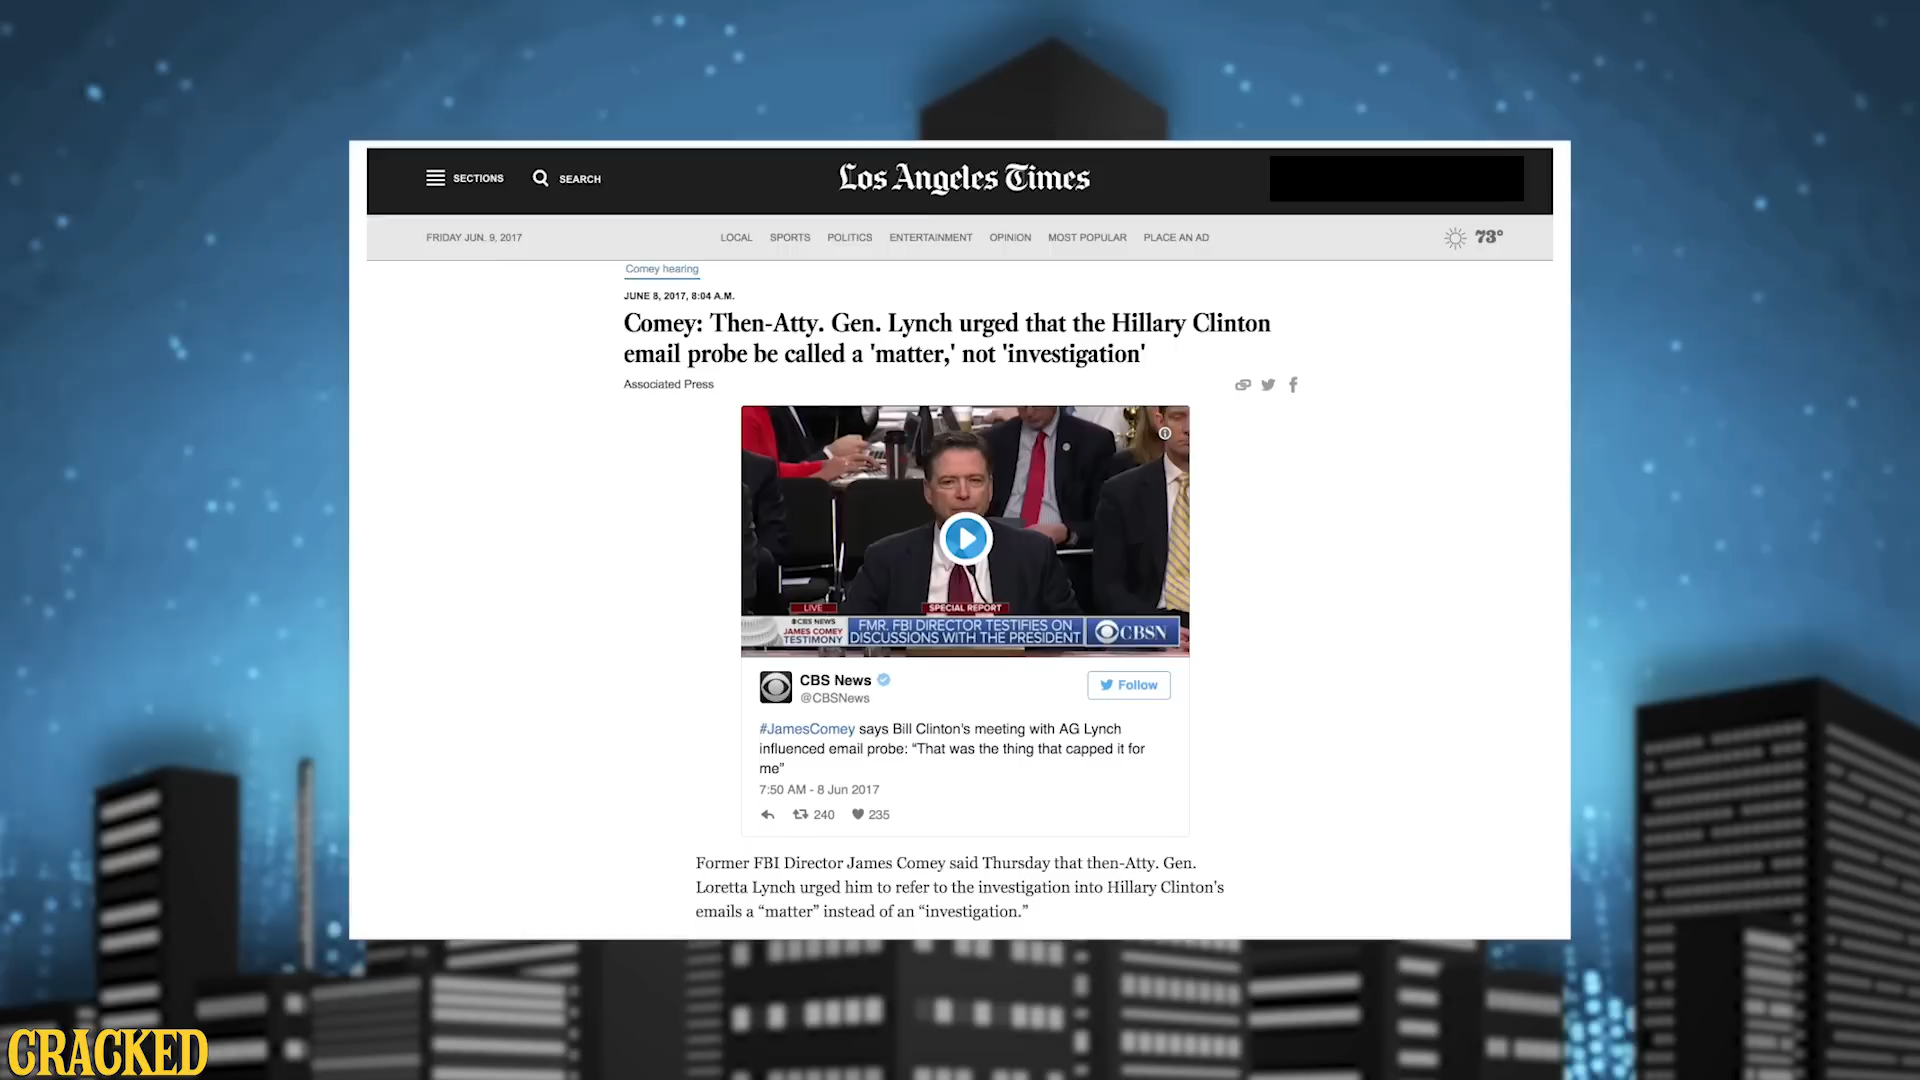 SECTIONS
SEARCH
Los Angeles Times
FRIDAY JUN. 9, 2017
LOCAL SPORTS POLITICS ENTERTAINMENT OPINION MOST POPULAR PLACE AN AD
73°
Comey hearing
JUNE 8, 2017, 8:04 A.M.
Comey: Then-Atty. Gen. Lynch urged that the Hillary Clinton
email probe be called a 'matter,' not 'investigation'
Associated Press
LIVE
SPECIAL REPORT
CBS NEWS
JAMES COMEY
TESTIMONY
FMR. FBI DIRECTOR TESTIFIES ON
DISCUSSIONS WITH THE PRESIDENT
CBSN
CBS News
@CBSNews
Follow
#JamesComey says Bill Clinton's meeting with AG Lynch
influenced email probe: “That was the thing that capped it for
me”
7:50 AM - 8 Jun 2017
240 235
Former FBI Director James Comey said Thursday that then-Atty. Gen.
Loretta Lynch urged him to refer to the investigation into Hillary Clinton's
emails a “matter” instead of an “investigation.”
CRACKED